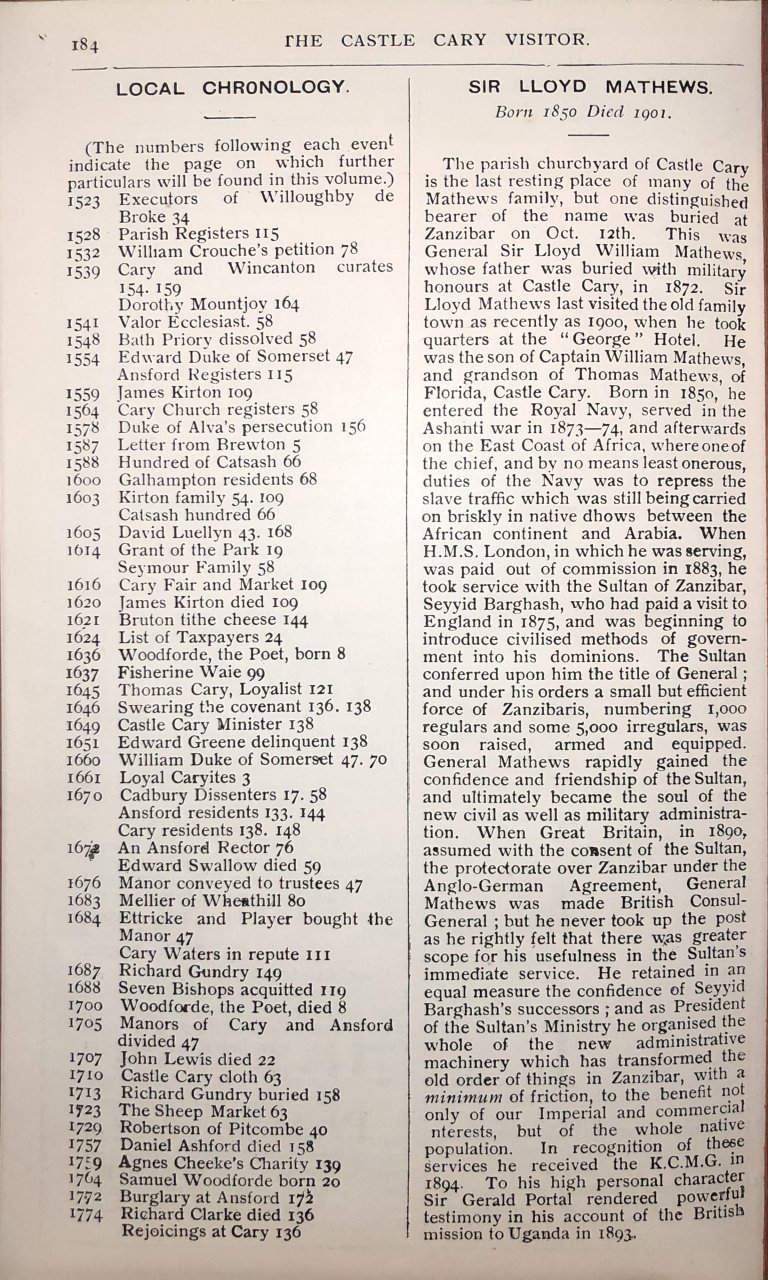 184
THE CASTLE CARY VISITOR.
LOCAL CHRONOLOGY.
(The numbers following each event
indicate the page on which further
particulars will be found in this volume.)
1523 Executors of Willoughby de
Broke 34
1528 Parish Registers 115
1532 William Crouche's petition 78
1539 Cary and Wincanton curates
154. 159
Dorothy Mountjoy 164
1541 Valor Ecclesiast. 58
1548 Bath Priory dissolved 58
1554 Edward Duke of Somerset 47
Ansford Registers 115
1559 James Kirton 109
1564 Cary Church registers 58
1578 Duke of Alva's persecution 156
1587 Letter from Brewton 5
1588 Hundred of Catsash 66
1600 Galhampton residents 68
1603 Kirton family 54. 109
Catsash hundred 66
1605 David Luellyn 43. 168
1614 Grant of the Park 19
Seymour Family 58
1616 Cary Fair and Market 109
1620 James Kirton died 109
1621 Bruton tithe cheese 144
1624 List of Taxpayers 24
1636 Woodforde, the Poet, born 8
1637 Fisherine Waie 99
1645 Thomas Cary, Loyalist 121
1646 Swearing the covenant 136. 138
1649 Castle Cary Minister 138
1651 Edward Greene delinquent 138
1660 William Duke of Somerset 47. 70
1661 Loyal Caryites 3
1670 Cadbury Dissenters 17. 58
Ansford residents 133. 144
Cary residents 138. 148
An Ansford Rector 76
Edward Swallow died 59
1676 Manor conveyed to trustees 47
1683 Mellier of Wheathill 80
1684 Ettricke and Player bought the
Manor 47
Cary Waters in repute 111
1687 Richard Gundry 149
1688 Seven Bishops acquitted 119
1700 Woodforde, the Poet, died 8
1705 Manors of Cary and Ansford
divided 47
1707 John Lewis died 22
1710 Castle Cary cloth 63
1713 Richard Gundry buried 158
1723 The Sheep Market 63
1729 Robertson of Pitcombe 40
1757 Daniel Ashford died 158
1759 Agnes Cheeke's Charity 139
1764 Samuel Woodforde born 20
1772 Burglary at Ansford
1774 Richard Clarke died 136
Rejoicings at Cary 136
SIR LLOYD MATHEWS.
Born 1850 Died 1901.
The parish churchyard of Castle Cary
is the last resting place of many of the
Mathews family, but one distinguished
bearer of the name was buried at
Zanzibar on Oct. 12th. This was
General Sir Lloyd William Mathews,
whose father was buried with military
honours at Castle Cary, in 1872. Sir
Lloyd Mathews last visited the old family
town as recently as 1900, when he took
quarters at the "George" Hotel. He
was the son of Captain William Mathews,
and grandson of Thomas Mathews, of
Florida, Castle Cary. Born in 1850, he
entered the Royal Navy, served in the
Ashanti war in 1873—74, and afterwards
on the East Coast of Africa, where one of
the chief, and by no means least onerous,
duties of the Navy was to repress the
slave traffic which was still being carried
on briskly in native dhows between the
African continent and Arabia. When
H.M.S. London, in which he was serving,
was paid out of commission in 1883, he
took service with the Sultan of Zanzibar,
Seyyid Barghash, who had paid a visit to
England in 1875, and was beginning to
introduce civilised methods of govern-
ment into his dominions. The Sultan
conferred upon him the title of General ;
and under his orders a small but efficient
force of Zanzibaris, numbering 1,000
regulars and some 5,000 irregulars, was
soon raised, armed and equipped.
General Mathews rapidly gained the
confidence and friendship of the Sultan,
and ultimately became the soul of the
new civil as well as military administra-
tion. When Great Britain, in 1890,
assumed with the consent of the Sultan,
the protectorate over Zanzibar under the
Anglo-German Agreement, General
Mathews was made British Consul-
General ; but he never took up the post
as he rightly felt that there was greater
scope for his usefulness in the Sultan's
immediate service. He retained in an
equal measure the confidence of Seyyid
Barghash's successors ; and as President
of the Sultan's Ministry he organised the
whole of the new administrative
machinery which has transformed the
old order of things in Zanzibar, with a
minimum of friction, to the benefit not
only of our Imperial and commercial
nterests, but of the whole native
population. In recognition of these
services he received the K.C.M.G. in
1894. To his high personal character
Sir Gerald Portal rendered powerful
testimony in his account of the British
mission to Uganda in 1893.